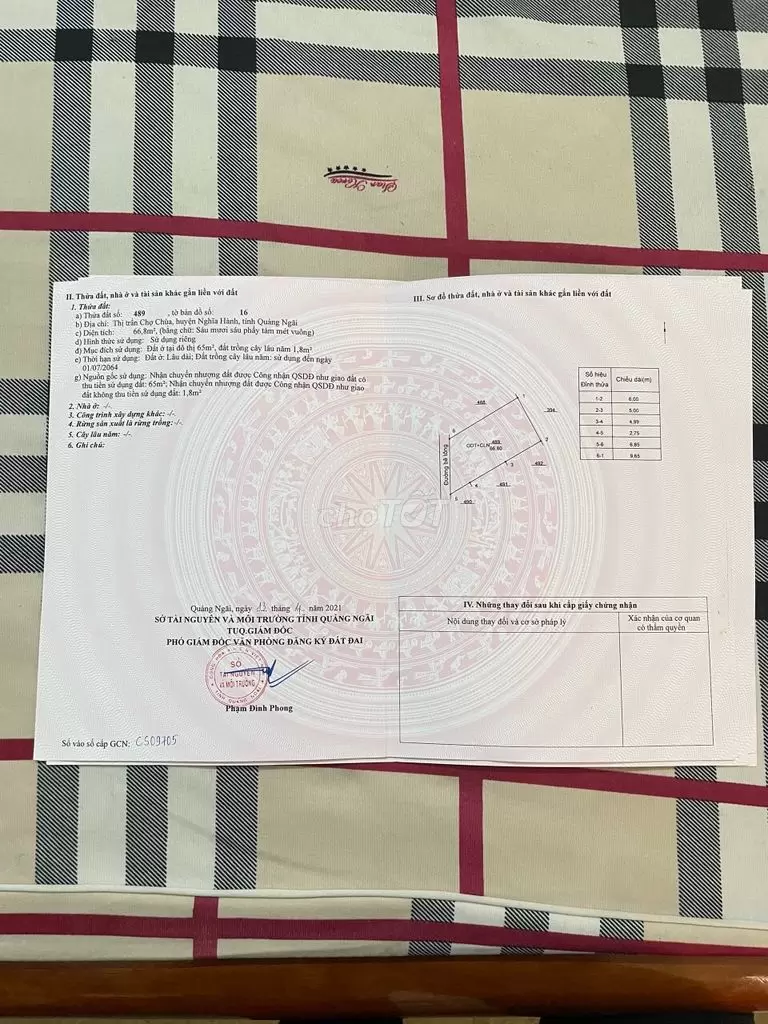 Shan Korea
II. Thửa đất, nhà ở và tài sản khác gắn liền với đất
1. Thửa đất:
a) Thửa đất số: 489 , tờ bản đồ số: 16
b) Địa chỉ: Thị trấn Chợ Chùa, huyện Nghĩa Hành, tỉnh Quảng Ngãi
c) Diện tích: 66,8m², (bằng chữ: Sáu mươi sáu phẩy tám mét vuông)
d) Hình thức sử dụng: Sử dụng riêng
đ) Mục đích sử dụng: Đất ở tại đô thị 65m², đất trồng cây lâu năm 1,8m²
e) Thời hạn sử dụng: Đất ở: Lâu dài; Đất trồng cây lâu năm: sử dụng đến ngày
01/07/2064
g) Nguồn gốc sử dụng: Nhận chuyển nhượng đất được Công nhận QSDĐ như giao đất có
thu tiền sử dụng đất: 65m²; Nhận chuyển nhượng đất được Công nhận QSDĐ như giao
đất không thu tiền sử dụng đất: 1,8m²
2. Nhà ở: -/-
3. Công trình xây dựng khác: -/-
4. Rừng sản xuất là rừng trồng: -/-
5. Cây lâu năm: -/-
6. Ghi chú:
Quảng Ngãi, ngày tháng 4 năm 2021
SỞ TÀI NGUYÊN VÀ MÔI TRƯỜNG TỈNH QUẢNG NGÃI
TUQ.GIÁM ĐỐC
PHÓ GIÁM ĐỐC VĂN PHÒNG ĐĂNG KÝ ĐẤT ĐAI
SỞ
TÀI NGUYÊN
VÀ MÔI TRƯỜNG
TỈNH QUẢNG NGÃI
Phạm Đình Phong
Số vào sổ cấp GCN: CS09705
III. Sơ đồ thửa đất, nhà ở và tài sản khác gắn liền với đất
Số hiệu Đỉnh thửa Chiều dài(m)
1-2 6,00
2-3 5,00
3-4 4,99
4-5 2,75
5-6 6,85
6-1 9,65
488
1
394
6
489
ODT+CLN 66,80
2
Đường bê tông
3
492
4
491
5
490
choTỐT
IV. Những thay đổi sau khi cấp giấy chứng nhận
Nội dung thay đổi và cơ sở pháp lý
Xác nhận của cơ quan
có thẩm quyền